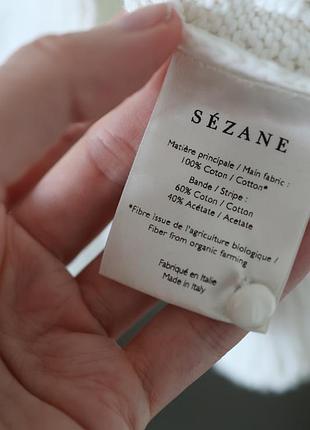 SÉZANE
Matière principale / Main fabric :
100% Coton / Cotton*
Bande / Stripe :
60% Coton / Cotton
40% Acétate / Acetate
*Fibre issue de l'agriculture biologique /
Fiber from organic farming
Fabriqué en Italie
Made in Italy